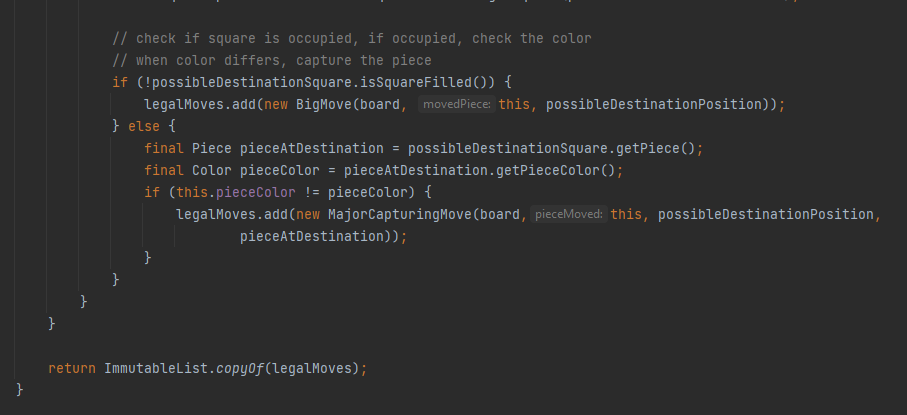 // check if square is occupied, if occupied, check the color
// when color differs, capture the piece
if (!possibleDestinationSquare.isSquareFilled()) {
legalMoves.add(new BigMove(board, movedPiece: this, possibleDestinationPosition));
} else {
final Piece pieceAtDestination = possibleDestinationSquare.getPiece();
final Color pieceColor = pieceAtDestination.getPieceColor();
if (this.pieceColor != pieceColor) {
legalMoves.add(new MajorCapturingMove(board, pieceMoved: this, possibleDestinationPosition,
pieceAtDestination));
}
}
}
}
return ImmutableList.copyOf(legalMoves);
}